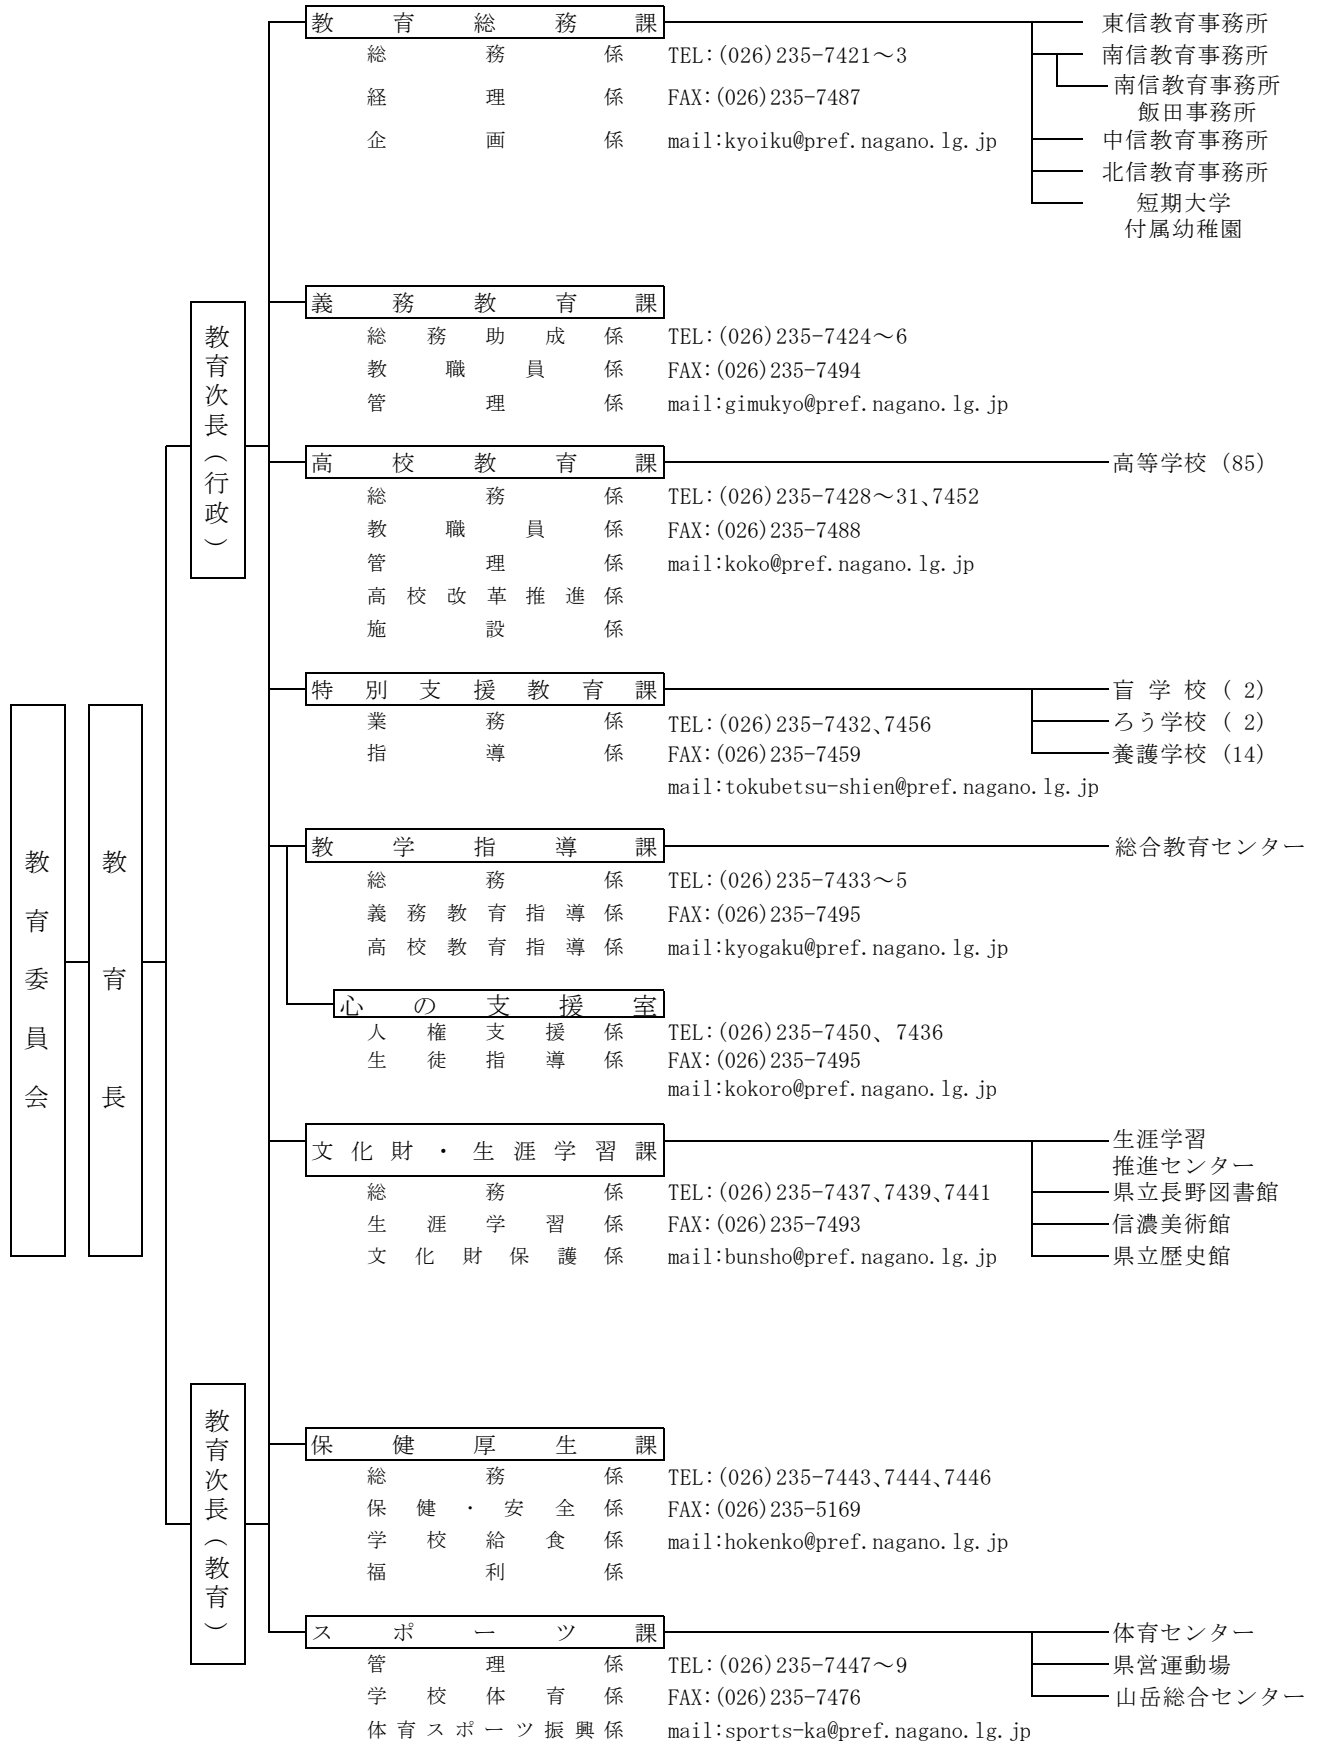 教育委員会
教育長
教育次長（行政）
教育次長（教育）
教育総務課
総務係 TEL:(026)235-7421～3
経理係 FAX:(026)235-7487
企画係 mail:kyoiku@pref.nagano.lg.jp
東信教育事務所
南信教育事務所
南信教育事務所
飯田事務所
中信教育事務所
北信教育事務所
短期大学
付属幼稚園
義務教育課
総務助成係 TEL:(026)235-7424～6
教職員係 FAX:(026)235-7494
管理係 mail:gimukyo@pref.nagano.lg.jp
高校教育課 高等学校 (85)
総務係 TEL:(026)235-7428～31、7452
教職員係 FAX:(026)235-7488
管理係 mail:koko@pref.nagano.lg.jp
高校改革推進係
施設係
特別支援教育課
業務係 TEL:(026)235-7432、7456
指導係 FAX:(026)235-7459
mail:tokubetsu-shien@pref.nagano.lg.jp
盲学校 ( 2)
ろう学校 ( 2)
養護学校 (14)
教学指導課 総合教育センター
総務係 TEL:(026)235-7433～5
義務教育指導係 FAX:(026)235-7495
高校教育指導係 mail:kyogaku@pref.nagano.lg.jp
心の支援室
人権支援係 TEL:(026)235-7450、7436
生徒指導係 FAX:(026)235-7495
mail:kokoro@pref.nagano.lg.jp
文化財・生涯学習課
総務係 TEL:(026)235-7437、7439、7441
生涯学習係 FAX:(026)235-7493
文化財保護係 mail:bunsho@pref.nagano.lg.jp
生涯学習
推進センター
県立長野図書館
信濃美術館
県立歴史館
保健厚生課
総務係 TEL:(026)235-7443、7444、7446
保健・安全係 FAX:(026)235-5169
学校給食係 mail:hokenko@pref.nagano.lg.jp
福利係
スポーツ課
管理係 TEL:(026)235-7447～9
学校体育係 FAX:(026)235-7476
体育スポーツ振興係 mail:sports-ka@pref.nagano.lg.jp
体育センター
県営運動場
山岳総合センター